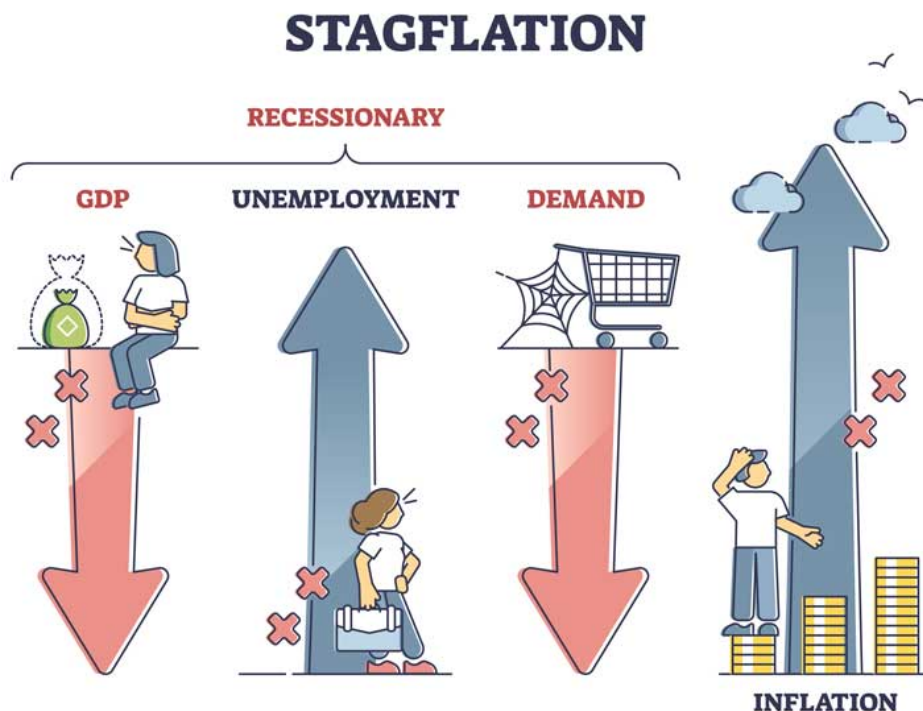 STAGFLATION
RECESSIONARY
GDP
UNEMPLOYMENT
DEMAND
INFLATION